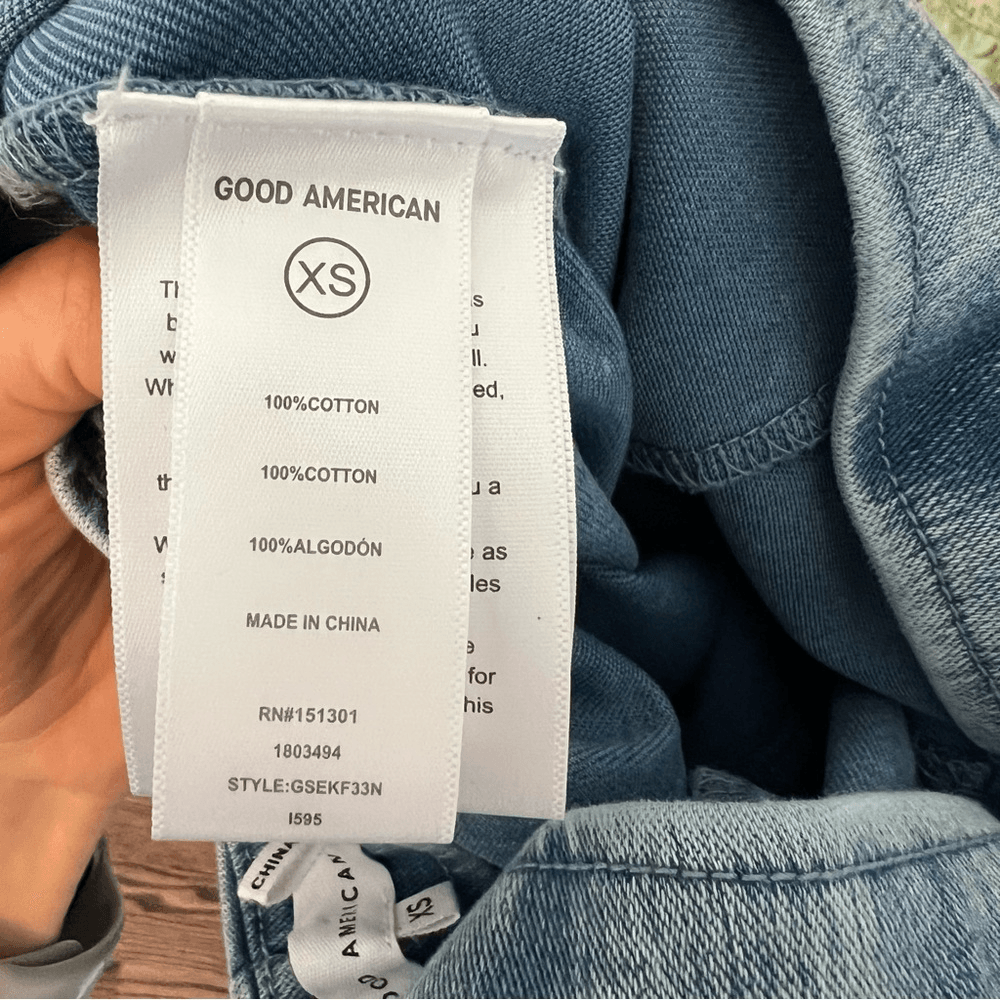 GOOD AMERICAN
XS
100%COTTON
100%COTTON
100%ALGODÓN
MADE IN CHINA
RN#151301
1803494
STYLE:GSEKF33N
I595
ll.
ed,
th
u a
W
as
les
for
his
CHINA
AMERICAN
XS